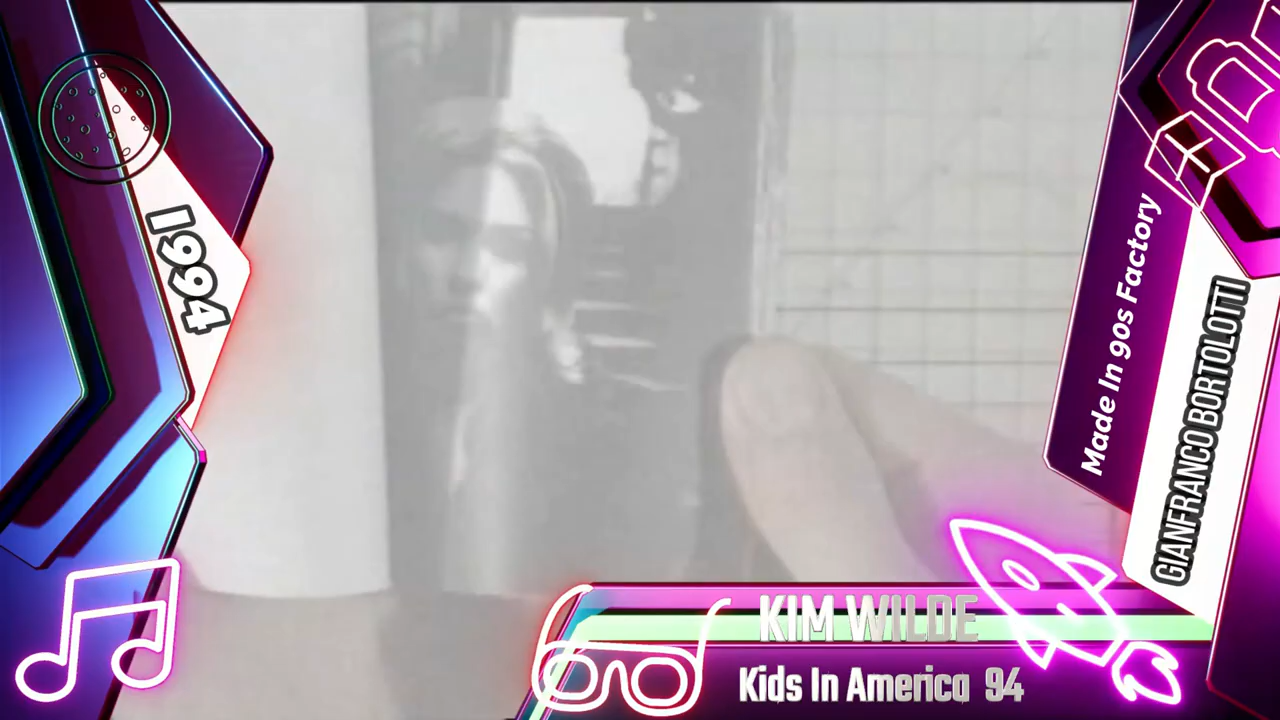 1994
Made In 90s Factory
GIANFRANCO BORTOLOTTI
KIM WILDE
Kids In America 94